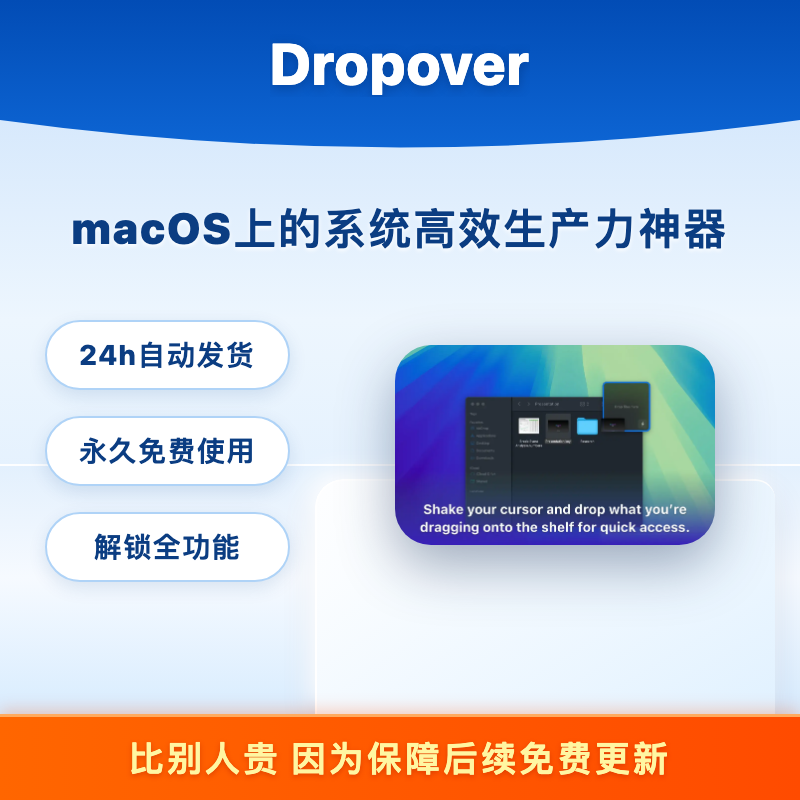 Dropover
macOS上的系统高效生产力神器
24h自动发货
永久免费使用
解锁全功能
Shake your cursor and drop what you're
dragging onto the shelf for quick access.
比别人贵 因为保障后续免费更新